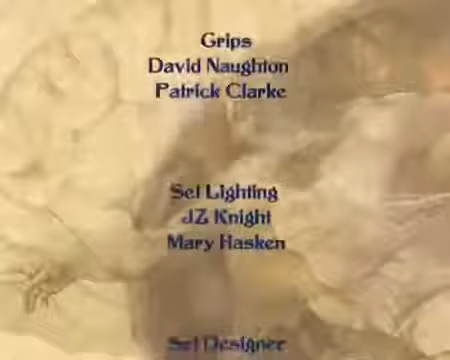 Grips
David Naughton
Patrick Clarke
Set Lighting
JZ Knight
Mary Hasken
Set Designer